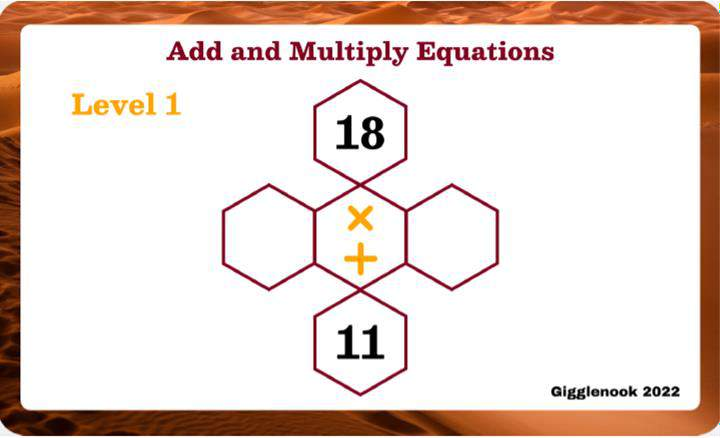 Add and Multiply Equations
Level 1
18
×
+
11
Gigglenook 2022